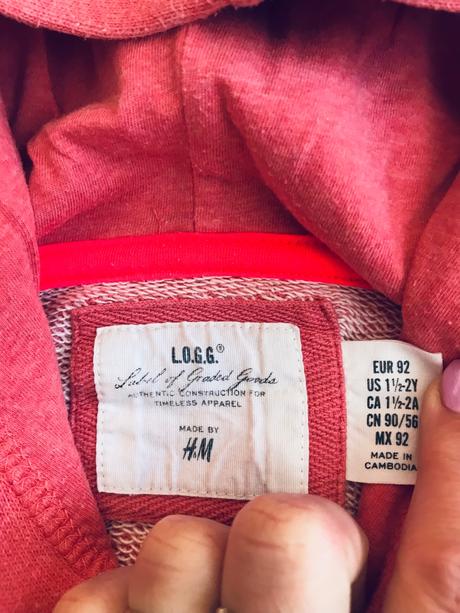 L.O.G.G.®
Label of Graded Goods
AUTHENTIC CONSTRUCTION FOR
TIMELESS APPAREL
MADE BY
H&M
EUR 92
US 1½-2Y
CA 1½-2A
CN 90/56
MX 92
MADE IN
CAMBODIA